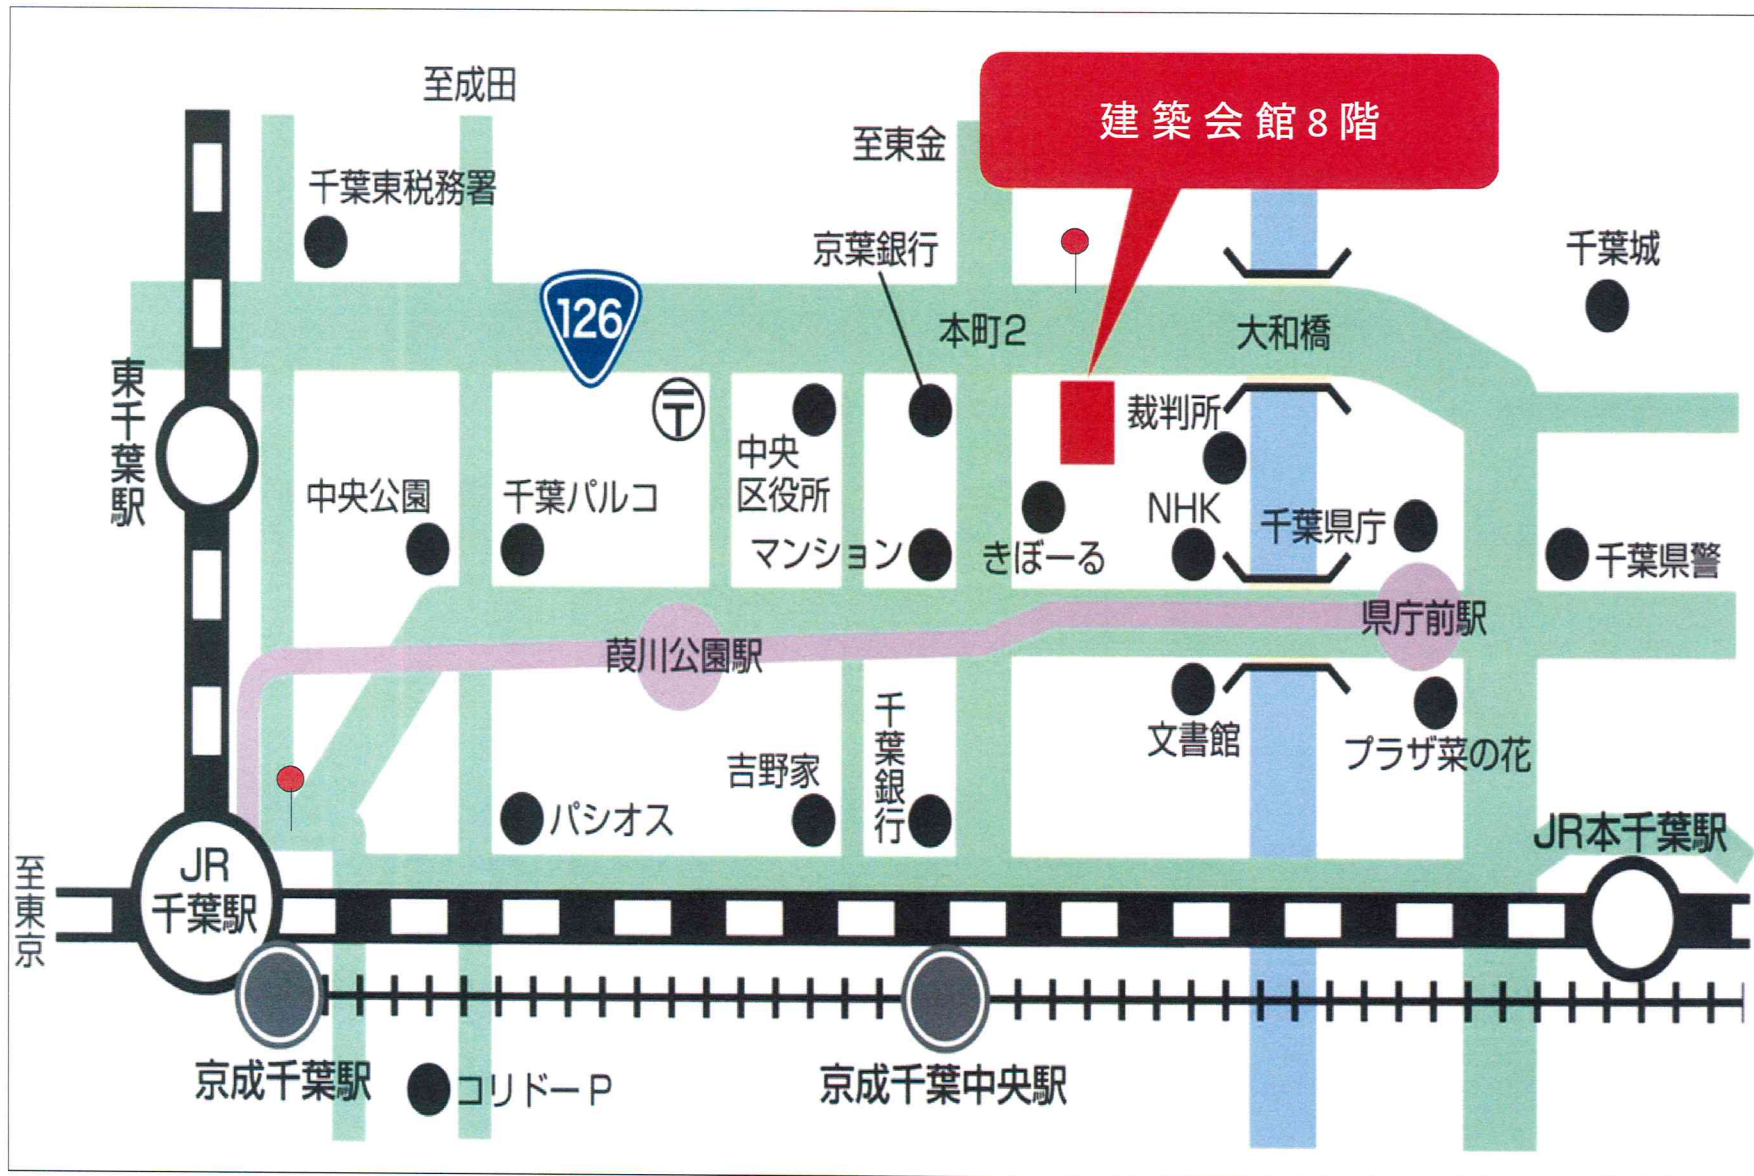 至成田
建築会館8階
至東金
千葉東税務署
京葉銀行
千葉城
126
本町2
大和橋
東千葉駅
〒
裁判所
中央
区役所
中央公園
千葉パルコ
NHK
千葉県庁
マンション
きぼーる
千葉県警
県庁前駅
葭川公園駅
千葉銀行
文書館
プラザ菜の花
吉野家
パシオス
JR本千葉駅
JR
千葉駅
至東京
京成千葉駅
コリドーP
京成千葉中央駅